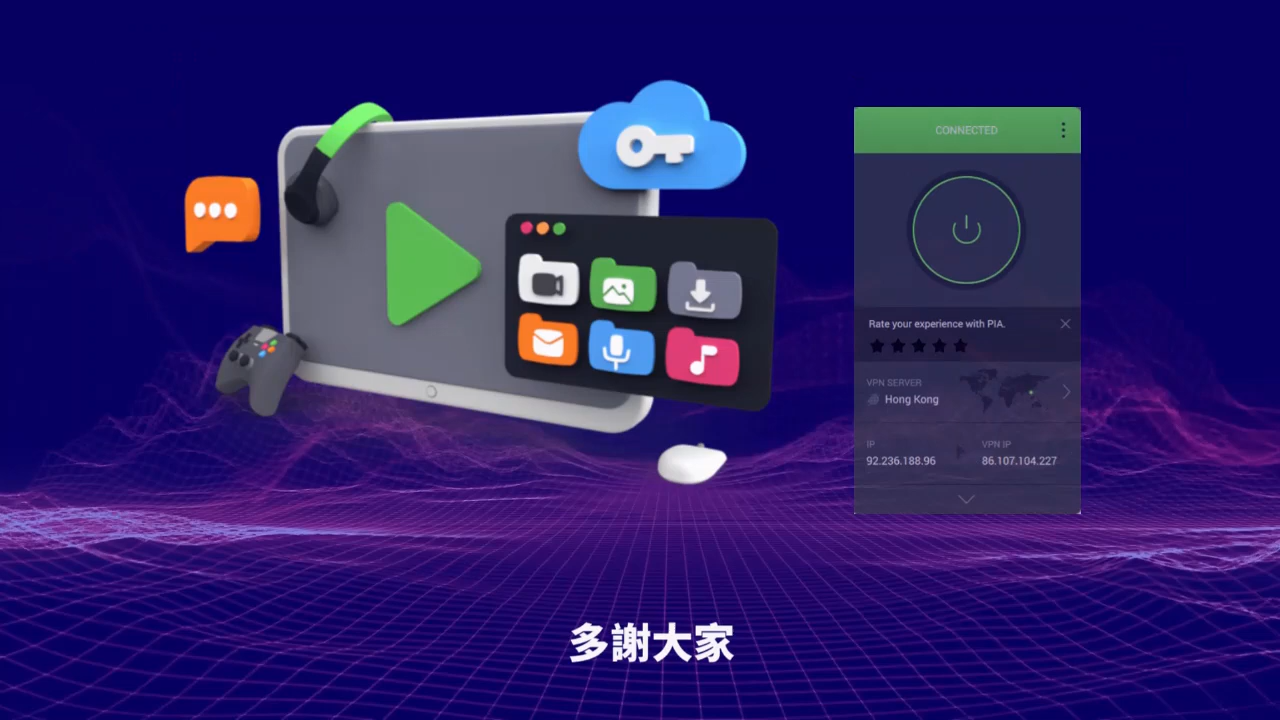 CONNECTED
Rate your experience with PIA.
VPN SERVER
Hong Kong
IP
92.236.188.96
VPN IP
86.107.104.227
多謝大家